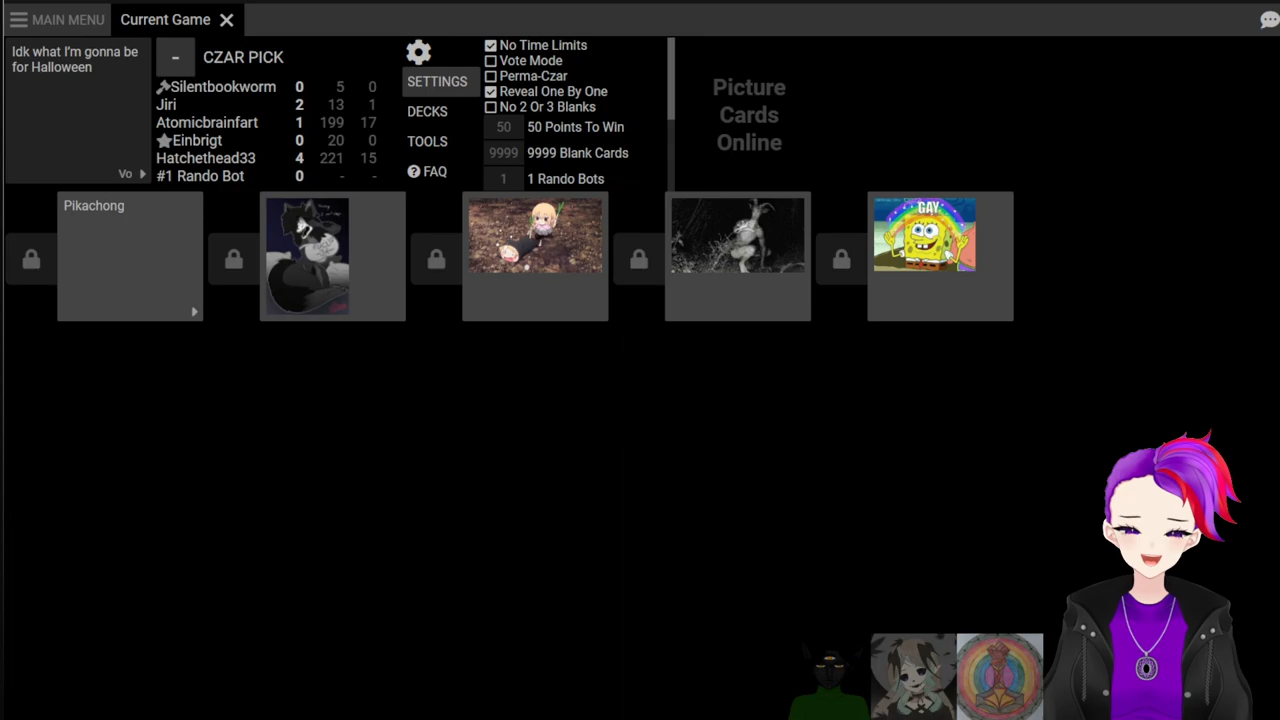 MAIN MENU
Current Game
Idk what I'm gonna be
for Halloween
Vo
-
CZAR PICK
Silentbookworm 0 5 0
Jiri 2 13 1
Atomicbrainfart 1 199 17
Einbrigt 0 20 0
Hatchethead33 4 221 15
#1 Rando Bot 0 - -
SETTINGS
DECKS
TOOLS
? FAQ
No Time Limits
Vote Mode
Perma-Czar
Reveal One By One
No 2 Or 3 Blanks
50 50 Points To Win
9999 9999 Blank Cards
1 1 Rando Bots
Picture
Cards
Online
Pikachong
GAY